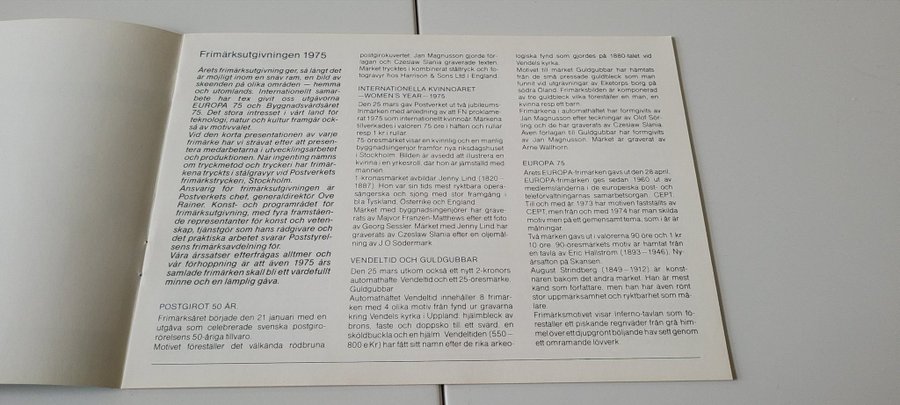 Frimärksutgivningen 1975
Årets frimärksutgivning ger, så långt det
är möjligt inom en snäv ram, en bild av
skeenden på olika områden — hemma
och utomlands. Internationellt samar-
bete har tex givit oss utgåvorna
EUROPA 75 och Byggnadsvårdsåret
75. Det stora intresset i vårt land för
teknologi, natur och kultur framgår ock-
så av motivvalet.
Vid den korta presentationen av varje
frimärke har vi strävat efter att presen-
tera medarbetarna i utvecklingsarbetet
och produktionen. När ingenting nämns
om tryckmetod och tryckeri har frimär-
kena tryckts i stålgravyr vid Postverkets
frimärkstryckeri, Stockholm.
Ansvarig för frimärksutgivningen är
Postverkets chef, generaldirektör Ove
Rainer. Konst- och programrådet för
frimärksutgivning, med fyra framstå-
ende representanter för konst och veten-
skap, tjänstgör som hans rådgivare och
det praktiska arbetet svarar Poststyrel-
sens frimärksavdelning för.
Våra årssatser efterfrågas alltmer och
vår förhoppning är att även 1975 års
samlade frimärken skall bli ett värdefullt
minne och en lämplig gåva.
POSTGIROT 50 ÅR
Frimärksåret började den 21 januari med en
utgåva som celebrerade svenska postgiro-
rörelsens 50-åriga tillvaro.
Motivet föreställer det välkända rödbruna
postgirokuvertet. Jan Magnusson gjorde för-
lagan och Czeslaw Slania graverade texten.
Märket trycktes i kombinerat ståltryck och fo-
togravyr hos Harrison & Sons Ltd i England.
INTERNATIONELLA KVINNOÅRET
—WOMEN'S YEAR—1975
Den 25 mars gav Postverket ut två jubileums-
frimärken med anledning av att FN proklame-
rat 1975 som internationellt kvinnoår. Märkena
tillverkades i valören 75 öre i häften och rullar
resp 1 kr i rullar.
75-öresmärket visar en kvinnlig och en manlig
byggnadsingenjör framför nya riksdagshuset
i Stockholm. Bilden är avsedd att illustrera en
kvinna i en yrkesroll, där hon är jämställd med
mannen.
1-kronasmärket avbildar Jenny Lind (1820–
1887). Hon var sin tids mest ryktbara opera-
sångerska och sjöng med stor framgång i
bl a Tyskland, Österrike och England.
Märket med byggnadsingenjörer har grave-
rats av Majvor Franzén-Matthews efter ett foto
av Georg Sessler. Märket med Jenny Lind har
graverats av Czeslaw Slania efter en oljemål-
ning av J O Södermark.
VENDELTID OCH GULDGUBBAR
Den 25 mars utkom också ett nytt 2-kronors
automathäfte, Vendeltid och ett 25-öresmärke,
Guldgubbar.
Automathäftet Vendeltid innehåller 8 frimär-
ken med 4 olika motiv från fynd ur gravarna
kring Vendels kyrka i Uppland: hjälmbleck av
brons, fäste och doppsko till ett svärd, en
sköldbuckla och en hjälm. Vendeltiden (550–
800 e Kr) har fått sitt namn efter de rika arkeo-
logiska fynd som gjordes på 1880-talet vid
Vendels kyrka.
Motivet till märket Guldgubbar har hämtats
från de små pressade guldbleck som man
funnit vid utgrävningar av Eketorps borg på
södra Öland. Frimärksbilden är komponerad
av tre guldbleck vilka föreställer en man, en
kvinna resp ett barn.
Frimärkena i automathäftet har formgivits av
Jan Magnusson efter teckningar av Olof Sör-
ling och de har graverats av Czeslaw Slania.
Även förlagan till Guldgubbar har formgivits
av Jan Magnusson. Märket är graverat av
Arne Wallhorn.
EUROPA 75
Årets EUROPA-frimärken gavs ut den 28 april.
EUROPA-frimärken ges sedan 1960 ut av
medlemsländerna i de europeiska post- och
teleförvaltningarnas samarbetsorgan, CEPT.
Till och med år 1973 har motiven fastställts av
CEPT, men från och med 1974 har man skilda
motiv men på ett gemensamt tema, som i år är
målningar.
Två märken gavs ut i valörerna 90 öre och 1 kr
10 öre. 90-öresmärkets motiv är hämtat från
en tavla av Eric Hallström (1893–1946), Ny-
årsafton på Skansen.
August Strindberg (1849–1912) är konst-
nären bakom det andra märket. Han är mest
känd som författare, men han har även rönt
stor uppmärksamhet och ryktbarhet som må-
lare.
Frimärksmotivet visar Inferno-tavlan som fö-
reställer ett piskande regnväder från grå him-
mel över ett djupgrönt böljande hav sett genom
ett omramande lövverk.